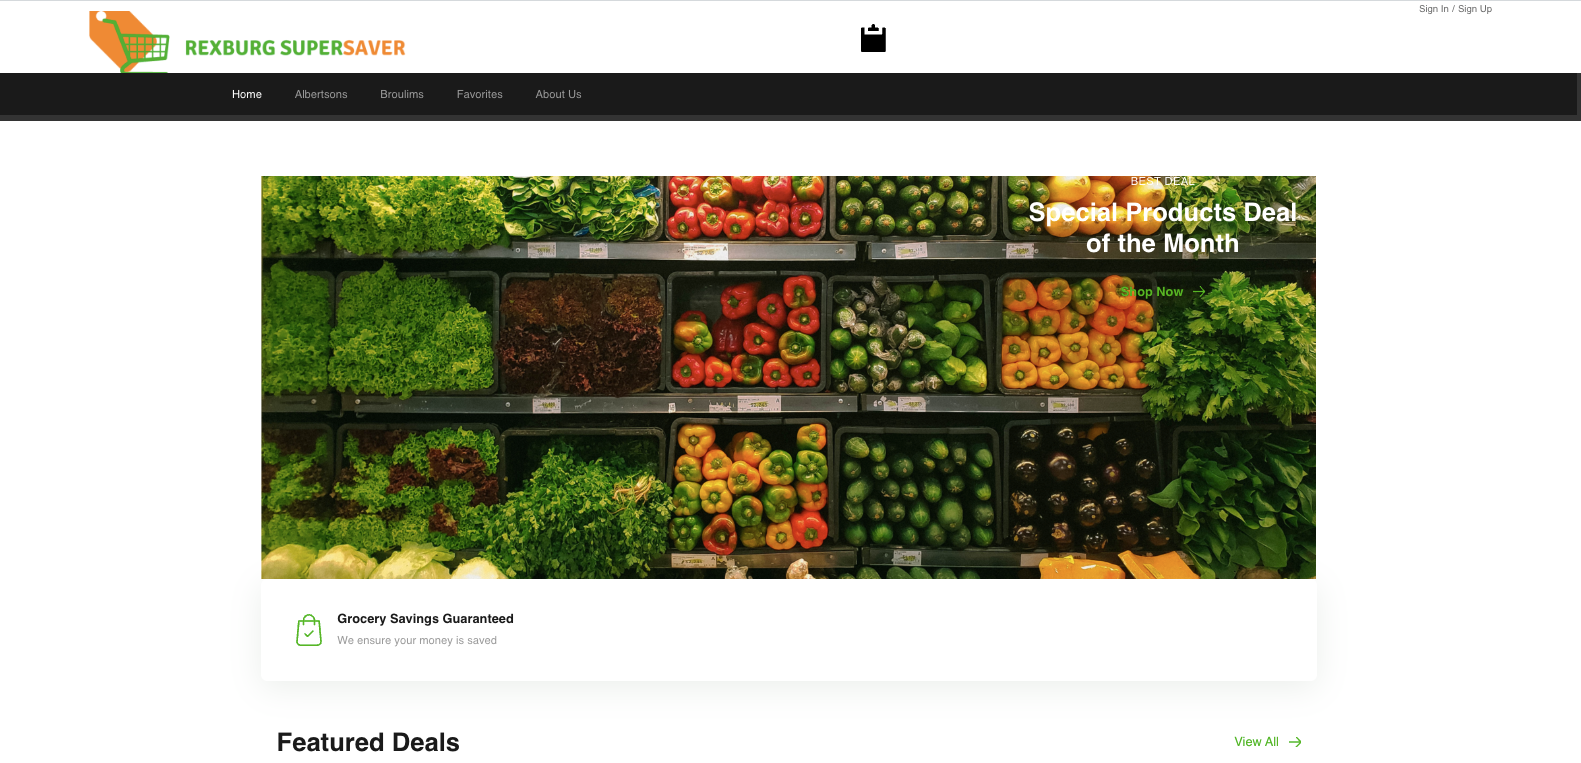 Sign In / Sign Up
REXBURG SUPERSAVER
Home Albertsons Broulims Favorites About Us
BEST DEAL
Special Products Deal
of the Month
Shop Now
Grocery Savings Guaranteed
We ensure your money is saved
Featured Deals
View All